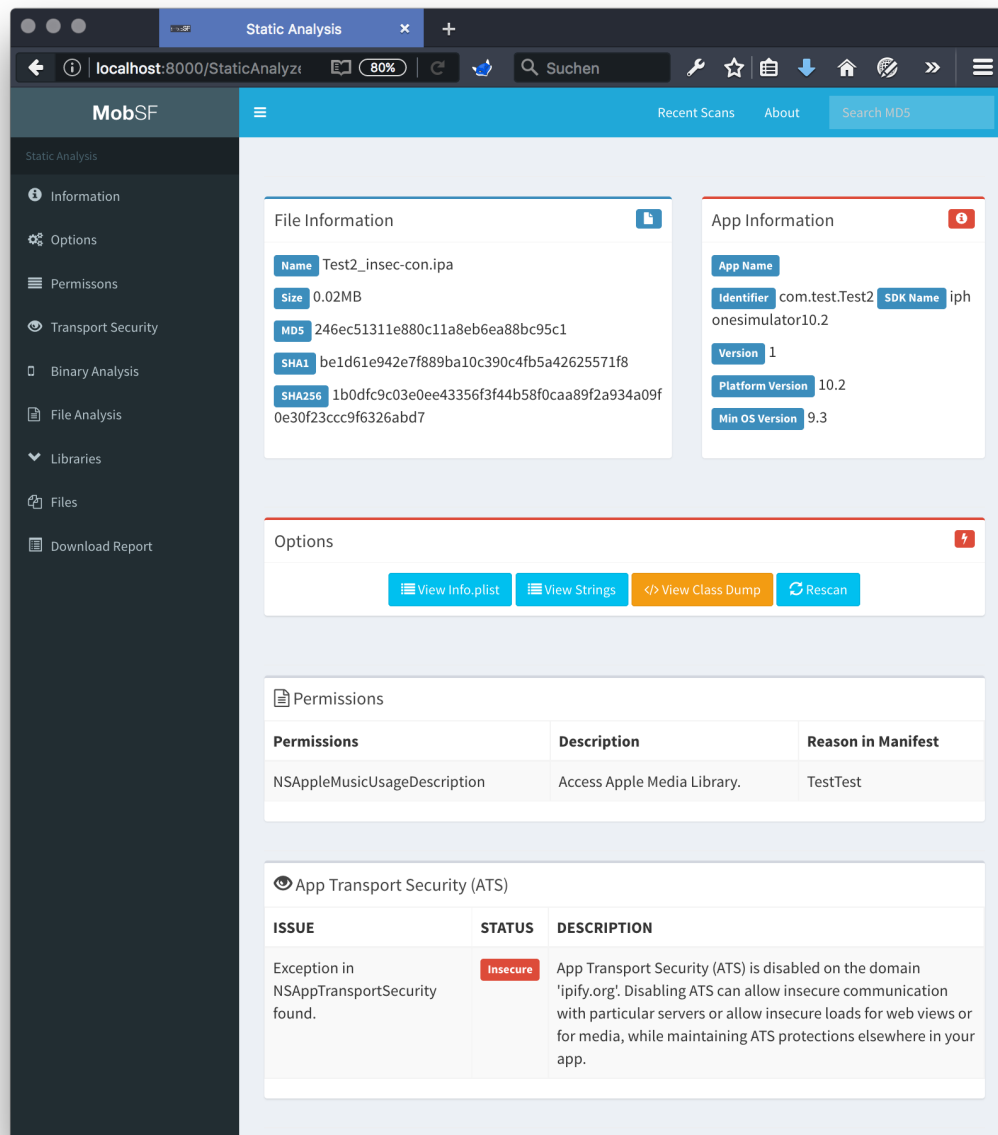 Static Analysis
localhost:8000/StaticAnalyze
80%
Suchen
MobSF
Recent Scans
About
Search MD5
Static Analysis
Information
Options
Permissons
Transport Security
Binary Analysis
File Analysis
Libraries
Files
Download Report
File Information
Name Test2_insec-con.ipa
Size 0.02MB
MD5 246ec51311e880c11a8eb6ea88bc95c1
SHA1 be1d61e942e7f889ba10c390c4fb5a42625571f8
SHA256 1b0dfc9c03e0ee43356f3f44b58f0caa89f2a934a09f
0e30f23ccc9f6326abd7
App Information
App Name
Identifier com.test.Test2 SDK Name iph
onesimulator10.2
Version 1
Platform Version 10.2
Min OS Version 9.3
Options
View Info.plist
View Strings
</> View Class Dump
Rescan
Permissions
Permissions Description Reason in Manifest
NSAppleMusicUsageDescription Access Apple Media Library. TestTest
App Transport Security (ATS)
ISSUE STATUS DESCRIPTION
Exception in
NSAppTransportSecurity
found.
Insecure
App Transport Security (ATS) is disabled on the domain
'ipify.org'. Disabling ATS can allow insecure communication
with particular servers or allow insecure loads for web views or
for media, while maintaining ATS protections elsewhere in your
app.